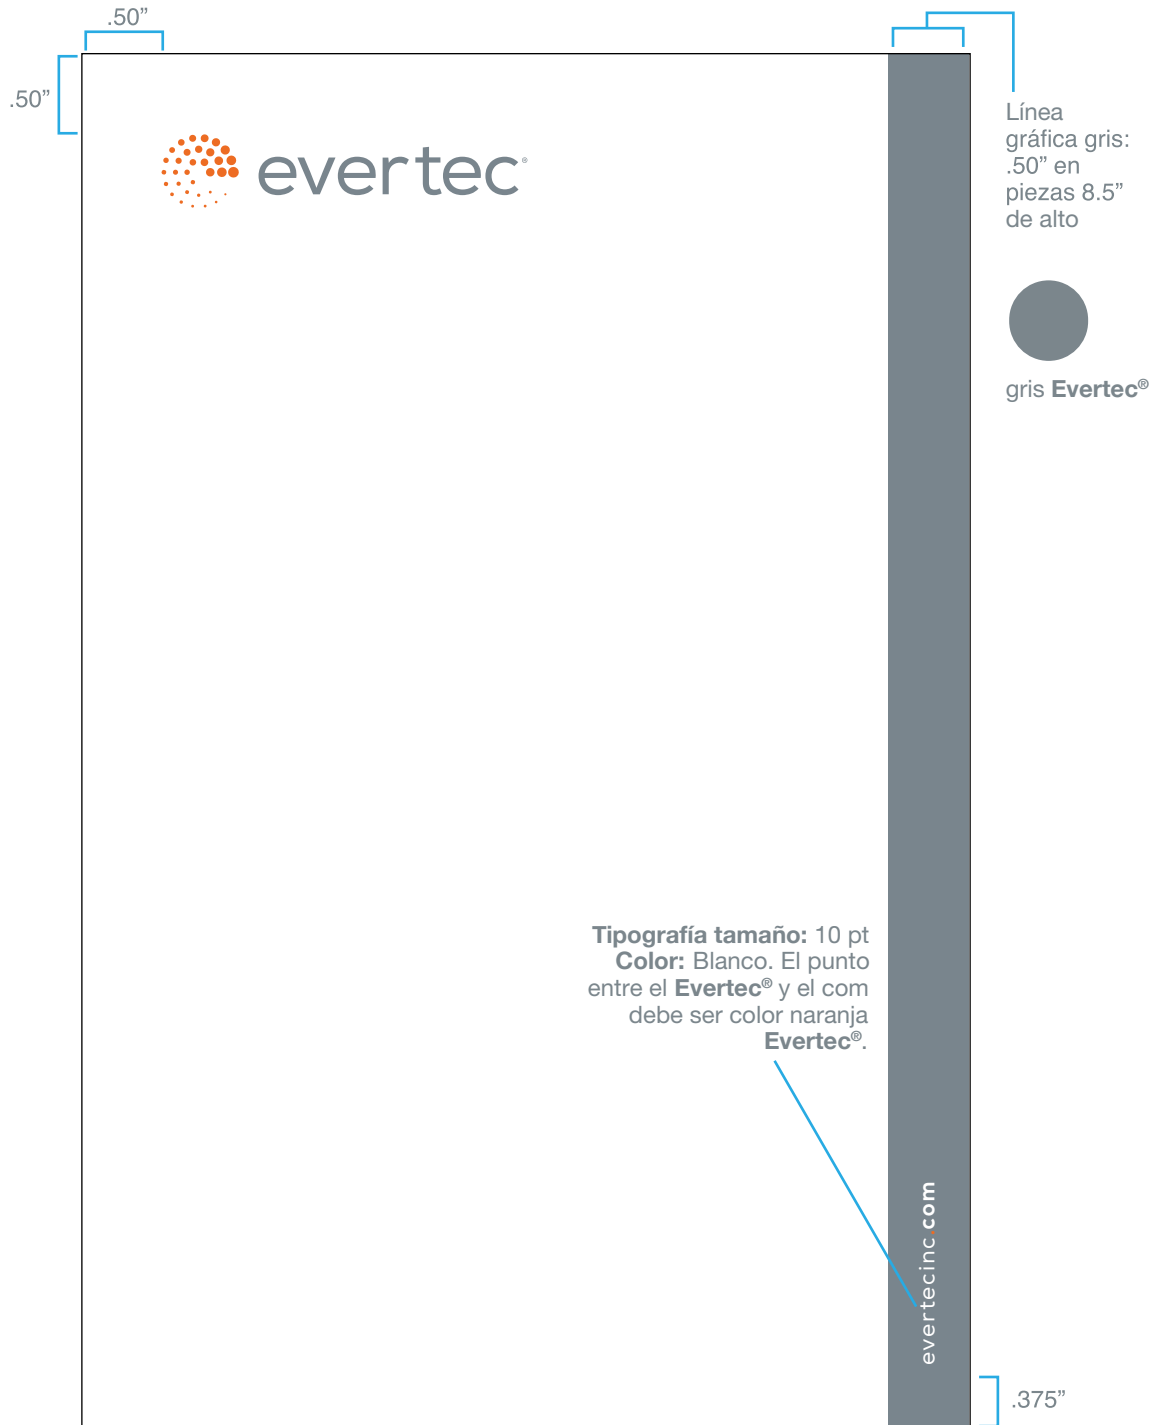 .50”
.50”
evertec®
Línea
gráfica gris:
.50” en
piezas 8.5”
de alto
gris Evertec®
Tipografía tamaño: 10 pt
Color: Blanco. El punto
entre el Evertec® y el com
debe ser color naranja
Evertec®.
evertecinc.com
.375”